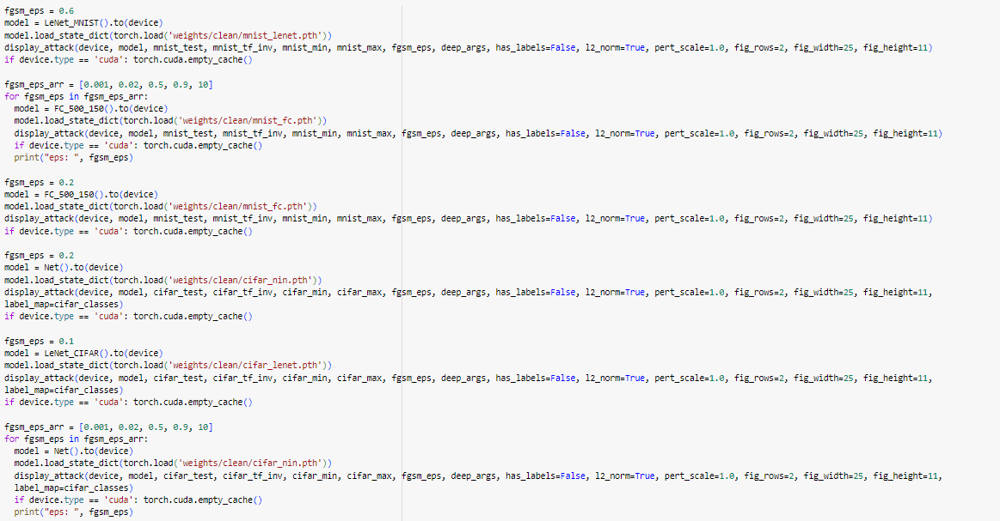 fgsm_eps = 0.6
model = LeNet_MNIST().to(device)
model.load_state_dict(torch.load('weights/clean/mnist_lenet.pth'))
display_attack(device, model, mnist_test, mnist_tf_inv, mnist_min, mnist_max, fgsm_eps, deep_args, has_labels=False, l2_norm=True, pert_scale=1.0, fig_rows=2, fig_width=25, fig_height=11)
if device.type == 'cuda': torch.cuda.empty_cache()

fgsm_eps_arr = [0.001, 0.02, 0.5, 0.9, 10]
for fgsm_eps in fgsm_eps_arr:
  model = FC_500_150().to(device)
  model.load_state_dict(torch.load('weights/clean/mnist_fc.pth'))
  display_attack(device, model, mnist_test, mnist_tf_inv, mnist_min, mnist_max, fgsm_eps, deep_args, has_labels=False, l2_norm=True, pert_scale=1.0, fig_rows=2, fig_width=25, fig_height=11)
  if device.type == 'cuda': torch.cuda.empty_cache()
  print("eps: ", fgsm_eps)

fgsm_eps = 0.2
model = FC_500_150().to(device)
model.load_state_dict(torch.load('weights/clean/mnist_fc.pth'))
display_attack(device, model, mnist_test, mnist_tf_inv, mnist_min, mnist_max, fgsm_eps, deep_args, has_labels=False, l2_norm=True, pert_scale=1.0, fig_rows=2, fig_width=25, fig_height=11)
if device.type == 'cuda': torch.cuda.empty_cache()

fgsm_eps = 0.2
model = Net().to(device)
model.load_state_dict(torch.load('weights/clean/cifar_nin.pth'))
display_attack(device, model, cifar_test, cifar_tf_inv, cifar_min, cifar_max, fgsm_eps, deep_args, has_labels=False, l2_norm=True, pert_scale=1.0, fig_rows=2, fig_width=25, fig_height=11,
label_map=cifar_classes)
if device.type == 'cuda': torch.cuda.empty_cache()

fgsm_eps = 0.1
model = LeNet_CIFAR().to(device)
model.load_state_dict(torch.load('weights/clean/cifar_lenet.pth'))
display_attack(device, model, cifar_test, cifar_tf_inv, cifar_min, cifar_max, fgsm_eps, deep_args, has_labels=False, l2_norm=True, pert_scale=1.0, fig_rows=2, fig_width=25, fig_height=11,
label_map=cifar_classes)
if device.type == 'cuda': torch.cuda.empty_cache()

fgsm_eps_arr = [0.001, 0.02, 0.5, 0.9, 10]
for fgsm_eps in fgsm_eps_arr:
  model = Net().to(device)
  model.load_state_dict(torch.load('weights/clean/cifar_nin.pth'))
  display_attack(device, model, cifar_test, cifar_tf_inv, cifar_min, cifar_max, fgsm_eps, deep_args, has_labels=False, l2_norm=True, pert_scale=1.0, fig_rows=2, fig_width=25, fig_height=11,
  label_map=cifar_classes)
  if device.type == 'cuda': torch.cuda.empty_cache()
  print("eps: ", fgsm_eps)